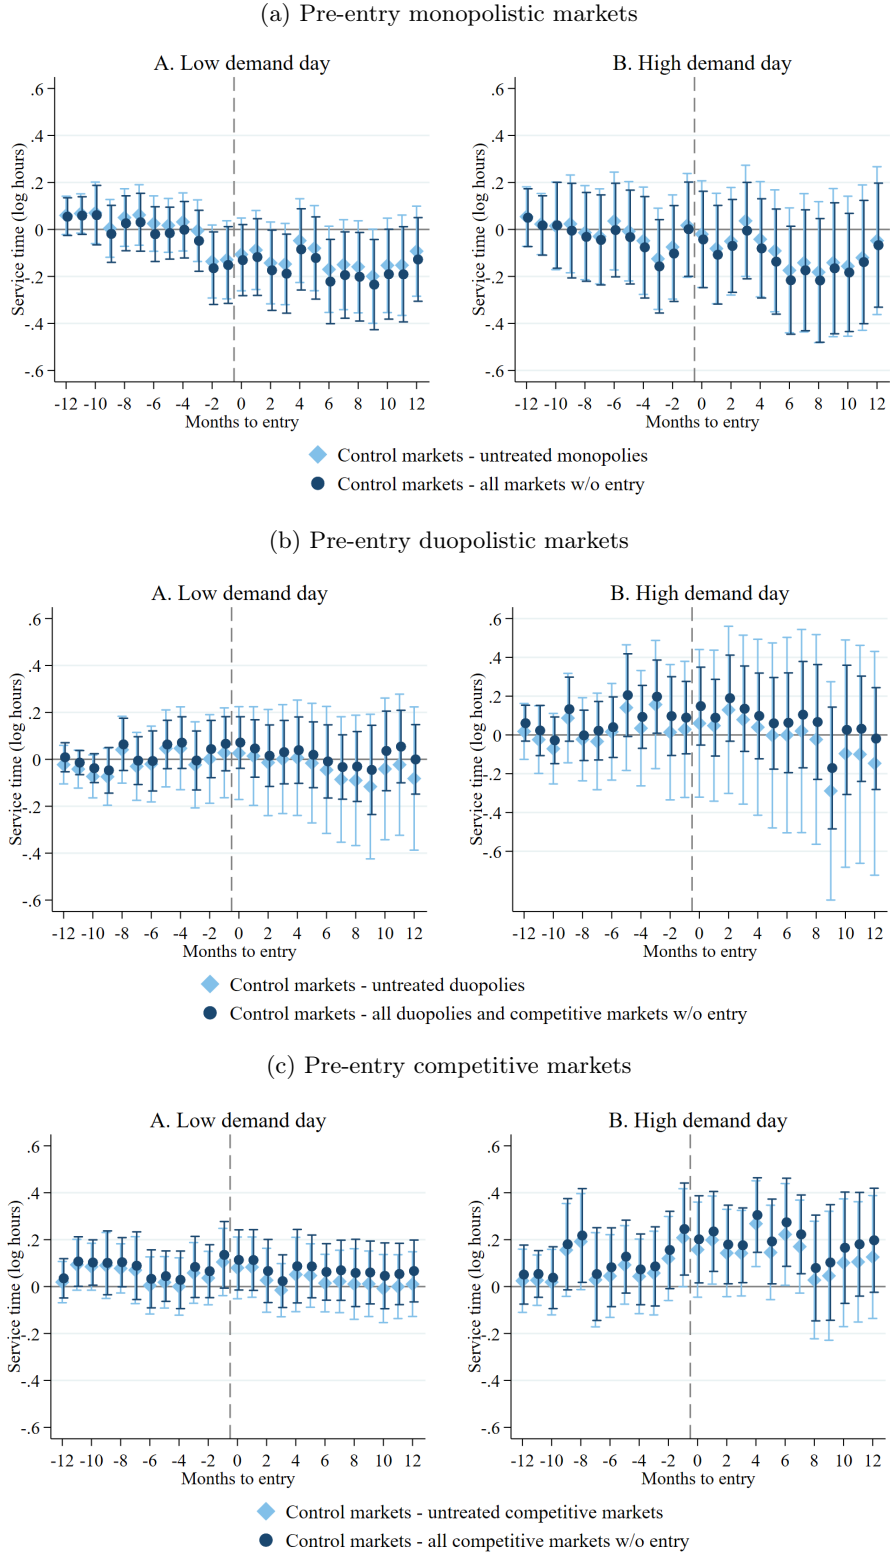 (a) Pre-entry monopolistic markets
A. Low demand day
B. High demand day
Service time (log hours)
.6
.4
.2
0
-.2
-.4
-.6
-12 -10 -8 -6 -4 -2 0 2 4 6 8 10 12
Months to entry
Service time (log hours)
.6
.4
.2
0
-.2
-.4
-.6
-12 -10 -8 -6 -4 -2 0 2 4 6 8 10 12
Months to entry
Control markets - untreated monopolies
Control markets - all markets w/o entry
(b) Pre-entry duopolistic markets
A. Low demand day
B. High demand day
Service time (log hours)
.6
.4
.2
0
-.2
-.4
-.6
-12 -10 -8 -6 -4 -2 0 2 4 6 8 10 12
Months to entry
Service time (log hours)
.6
.4
.2
0
-.2
-.4
-.6
-12 -10 -8 -6 -4 -2 0 2 4 6 8 10 12
Months to entry
Control markets - untreated duopolies
Control markets - all duopolies and competitive markets w/o entry
(c) Pre-entry competitive markets
A. Low demand day
B. High demand day
Service time (log hours)
.6
.4
.2
0
-.2
-.4
-.6
-12 -10 -8 -6 -4 -2 0 2 4 6 8 10 12
Months to entry
Service time (log hours)
.6
.4
.2
0
-.2
-.4
-.6
-12 -10 -8 -6 -4 -2 0 2 4 6 8 10 12
Months to entry
Control markets - untreated competitive markets
Control markets - all competitive markets w/o entry